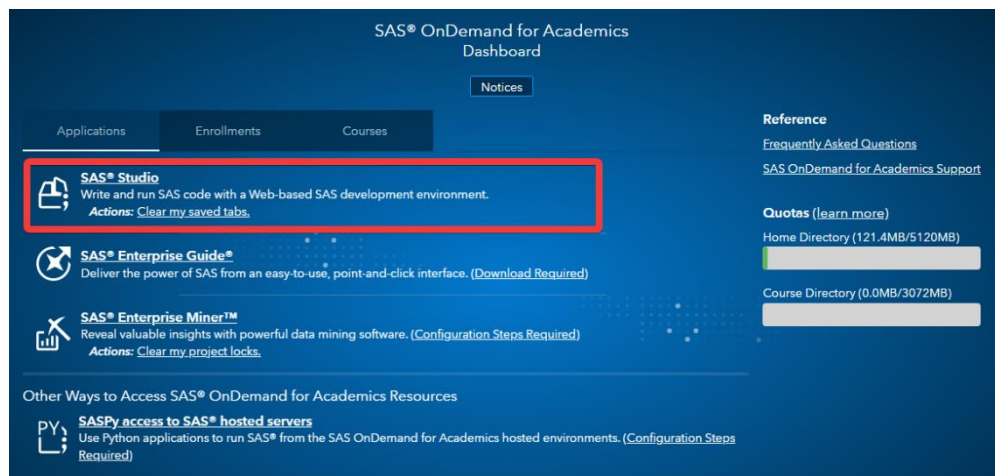 SAS® OnDemand for Academics
Dashboard
Notices
Applications
Enrollments
Courses
SAS® Studio
Write and run SAS code with a Web-based SAS development environment.
Actions: Clear my saved tabs.
SAS® Enterprise Guide®
Deliver the power of SAS from an easy-to-use, point-and-click interface. (Download Required)
SAS® Enterprise Miner™
Reveal valuable insights with powerful data mining software. (Configuration Steps Required)
Actions: Clear my project locks.
Other Ways to Access SAS® OnDemand for Academics Resources
PY
SASPy access to SAS® hosted servers
Use Python applications to run SAS® from the SAS OnDemand for Academics hosted environments. (Configuration Steps
Required)
Reference
Frequently Asked Questions
SAS OnDemand for Academics Support
Quotas (learn more)
Home Directory (121.4MB/5120MB)
Course Directory (0.0MB/3072MB)